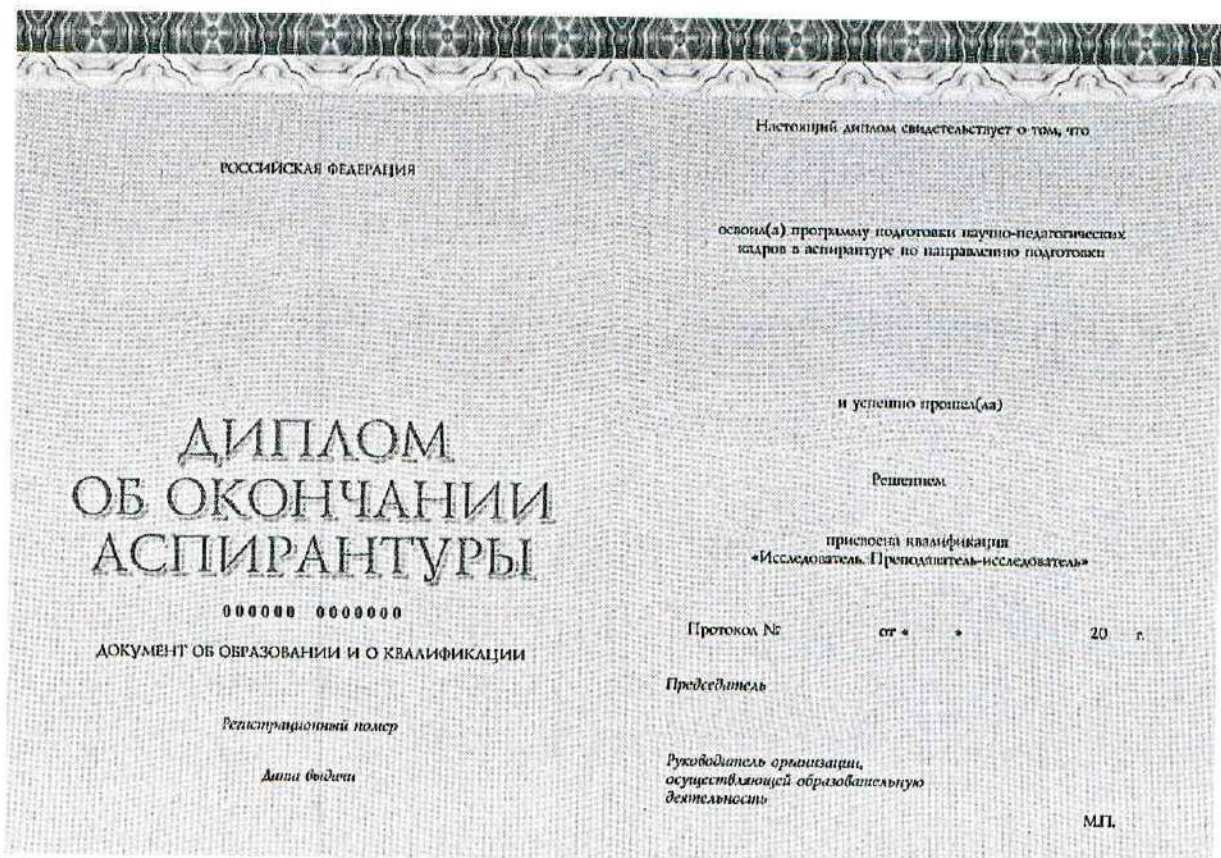 РОССИЙСКАЯ ФЕДЕРАЦИЯ
ДИПЛОМ
ОБ ОКОНЧАНИИ
АСПИРАНТУРЫ
000000 0000000
ДОКУМЕНТ ОБ ОБРАЗОВАНИИ И О КВАЛИФИКАЦИИ
Регистрационный номер
Дата выдачи
Настоящий диплом свидетельствует о том, что
освоил(а) программу подготовки научно-педагогических
кадров в аспирантуре по направлению подготовки
и успешно прошел(ла)
Решением
присвоена квалификация
«Исследователь. Преподаватель-исследователь»
Протокол № от « » 20 г.
Председатель
Руководитель организации,
осуществляющей образовательную
деятельность
М.П.